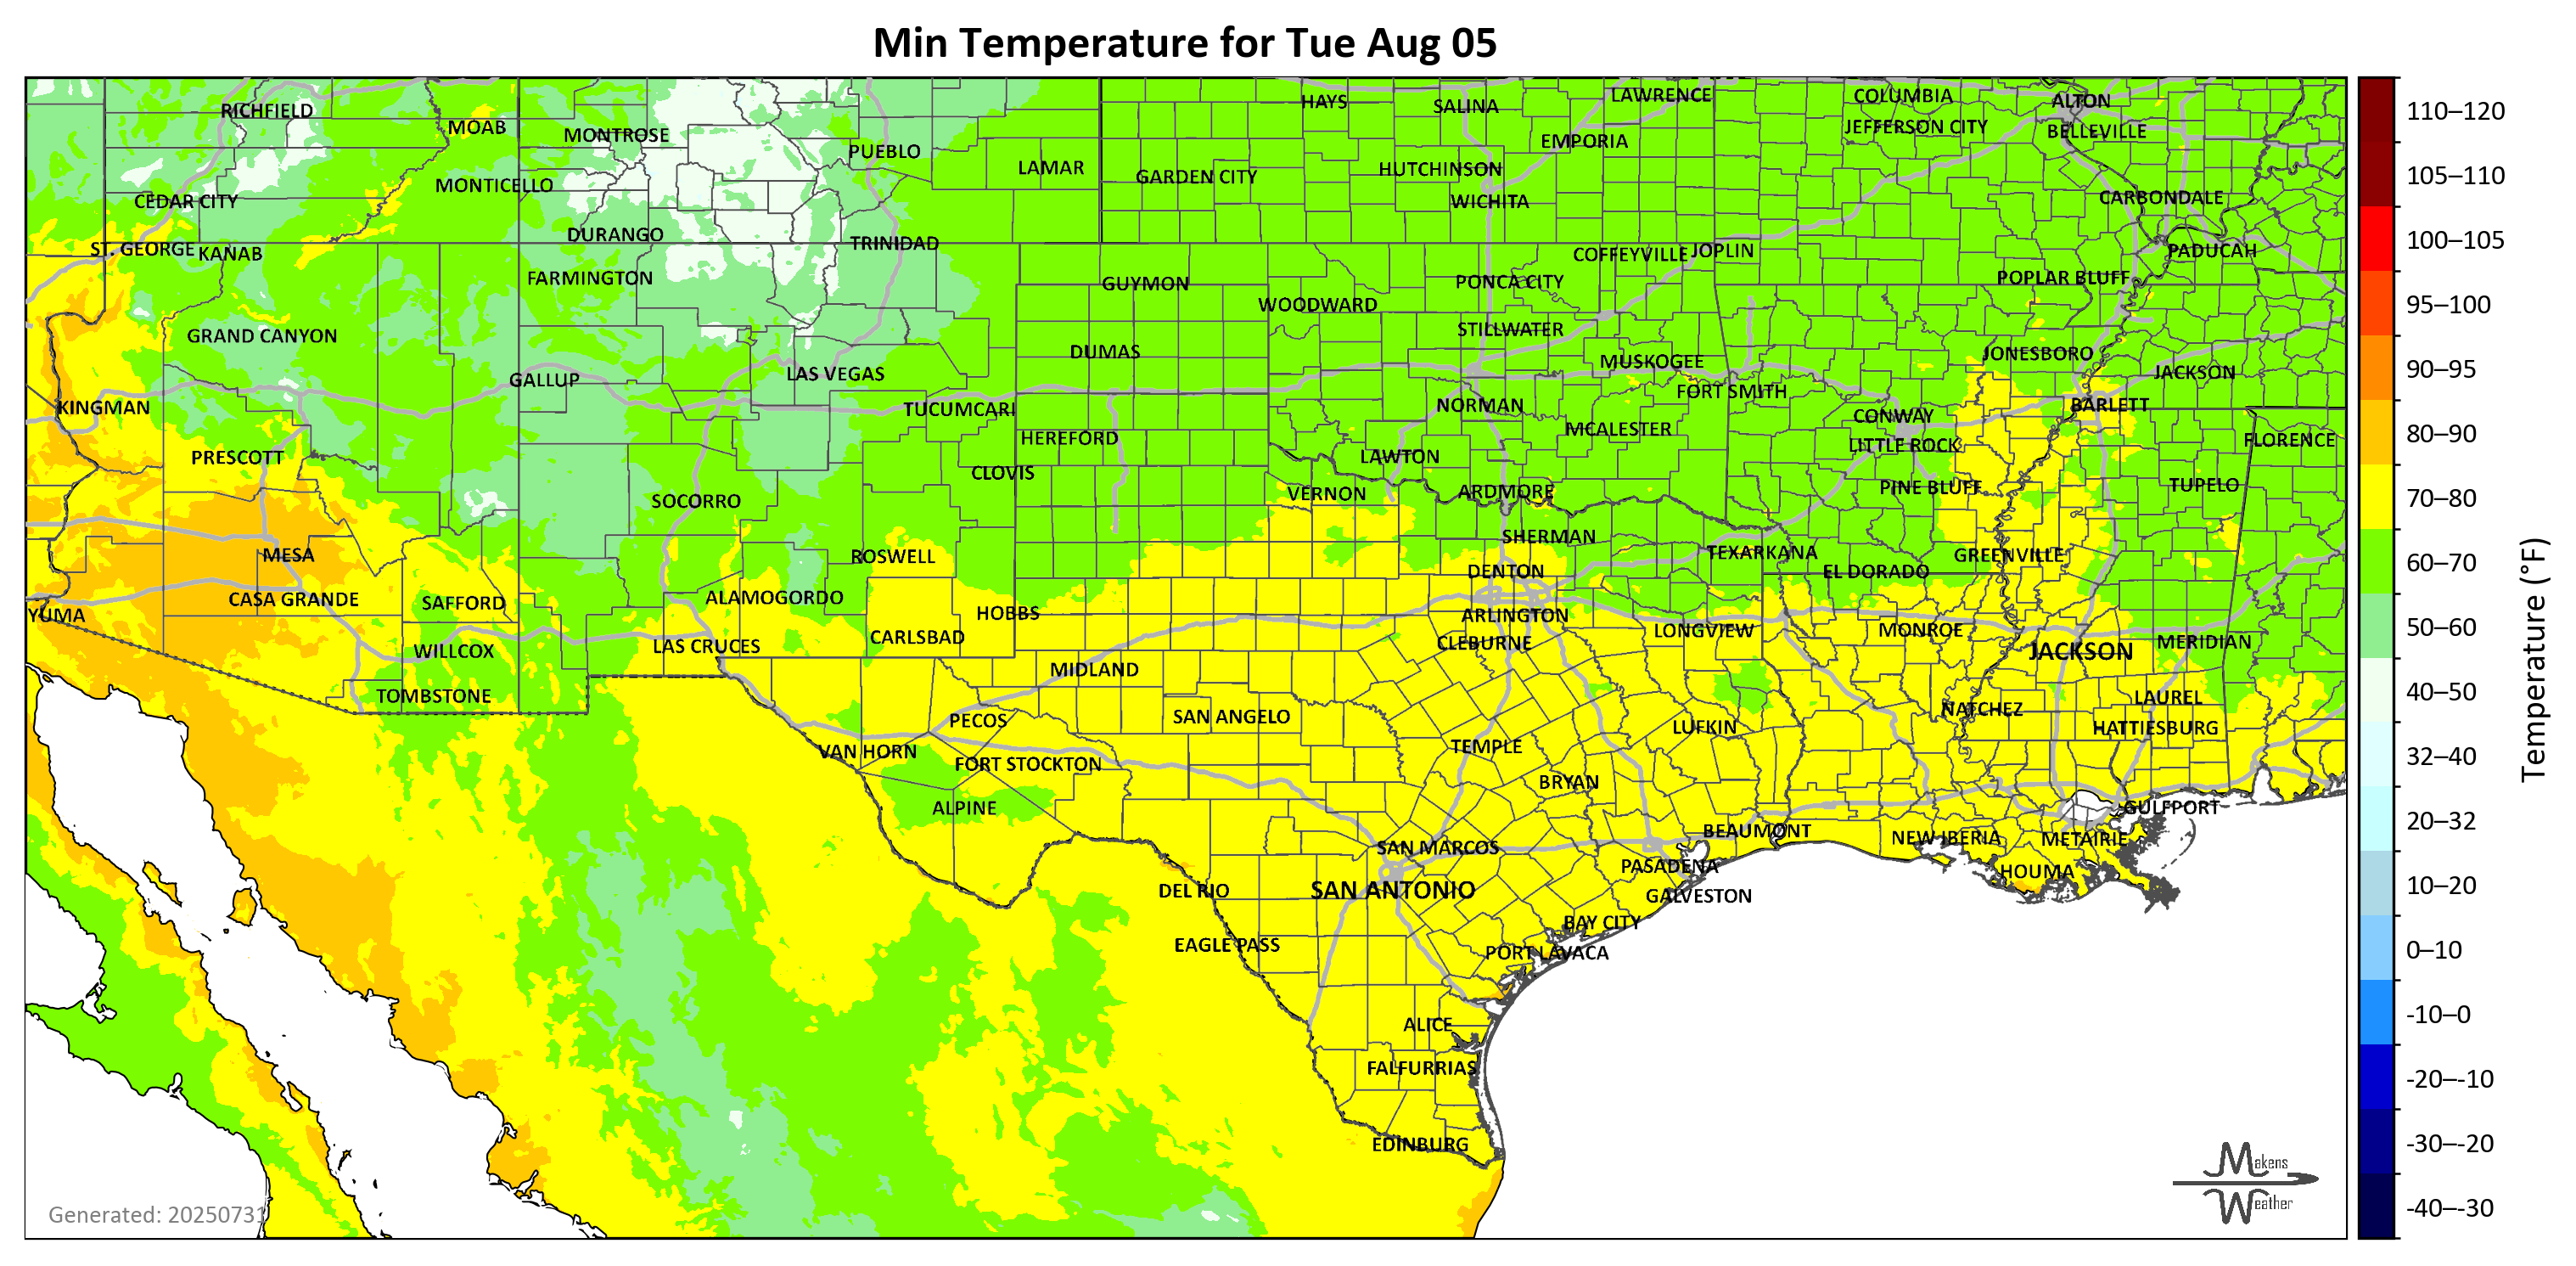 Min Temperature for Tue Aug 05
RICHFIELD
MOAB
MONTROSE
PUEBLO
LAMAR
HAYS
SALINA
LAWRENCE
COLUMBIA
ALTON
JEFFERSON CITY
BELLEVILLE
EMPORIA
GARDEN CITY
HUTCHINSON
MONTICELLO
CEDAR CITY
WICHITA
CARBONDALE
DURANGO
TRINIDAD
ST. GEORGE
KANAB
COFFEYVILLE
JOPLIN
PADUCAH
FARMINGTON
GUYMON
PONCA CITY
POPLAR BLUFF
WOODWARD
GRAND CANYON
STILLWATER
DUMAS
JONESBORO
MUSKOGEE
GALLUP
LAS VEGAS
JACKSON
FORT SMITH
KINGMAN
TUCUMCARI
NORMAN
BARLETT
CONWAY
HEREFORD
MCALESTER
LITTLE ROCK
FLORENCE
PRESCOTT
CLOVIS
LAWTON
SOCORRO
VERNON
ARDMORE
PINE BLUFF
TUPELO
MESA
ROSWELL
SHERMAN
TEXARKANA
GREENVILLE
DENTON
EL DORADO
CASA GRANDE
SAFFORD
ALAMOGORDO
HOBBS
YUMA
ARLINGTON
WILLCOX
LAS CRUCES
CARLSBAD
CLEBURNE
LONGVIEW
MONROE
JACKSON
MERIDIAN
MIDLAND
TOMBSTONE
LAUREL
PECOS
SAN ANGELO
NATCHEZ
LUFKIN
HATTIESBURG
VAN HORN
FORT STOCKTON
TEMPLE
BRYAN
ALPINE
GULFPORT
BEAUMONT
NEW IBERIA
METAIRIE
SAN MARCOS
PASADENA
HOUMA
DEL RIO
SAN ANTONIO
GALVESTON
BAY CITY
EAGLE PASS
PORT LAVACA
ALICE
FALFURRIAS
EDINBURG
Generated: 20250731
Makens
Weather
110–120
105–110
100–105
95–100
90–95
80–90
70–80
60–70
50–60
40–50
32–40
20–32
10–20
0–10
-10–0
-20–-10
-30–-20
-40–-30
Temperature (°F)